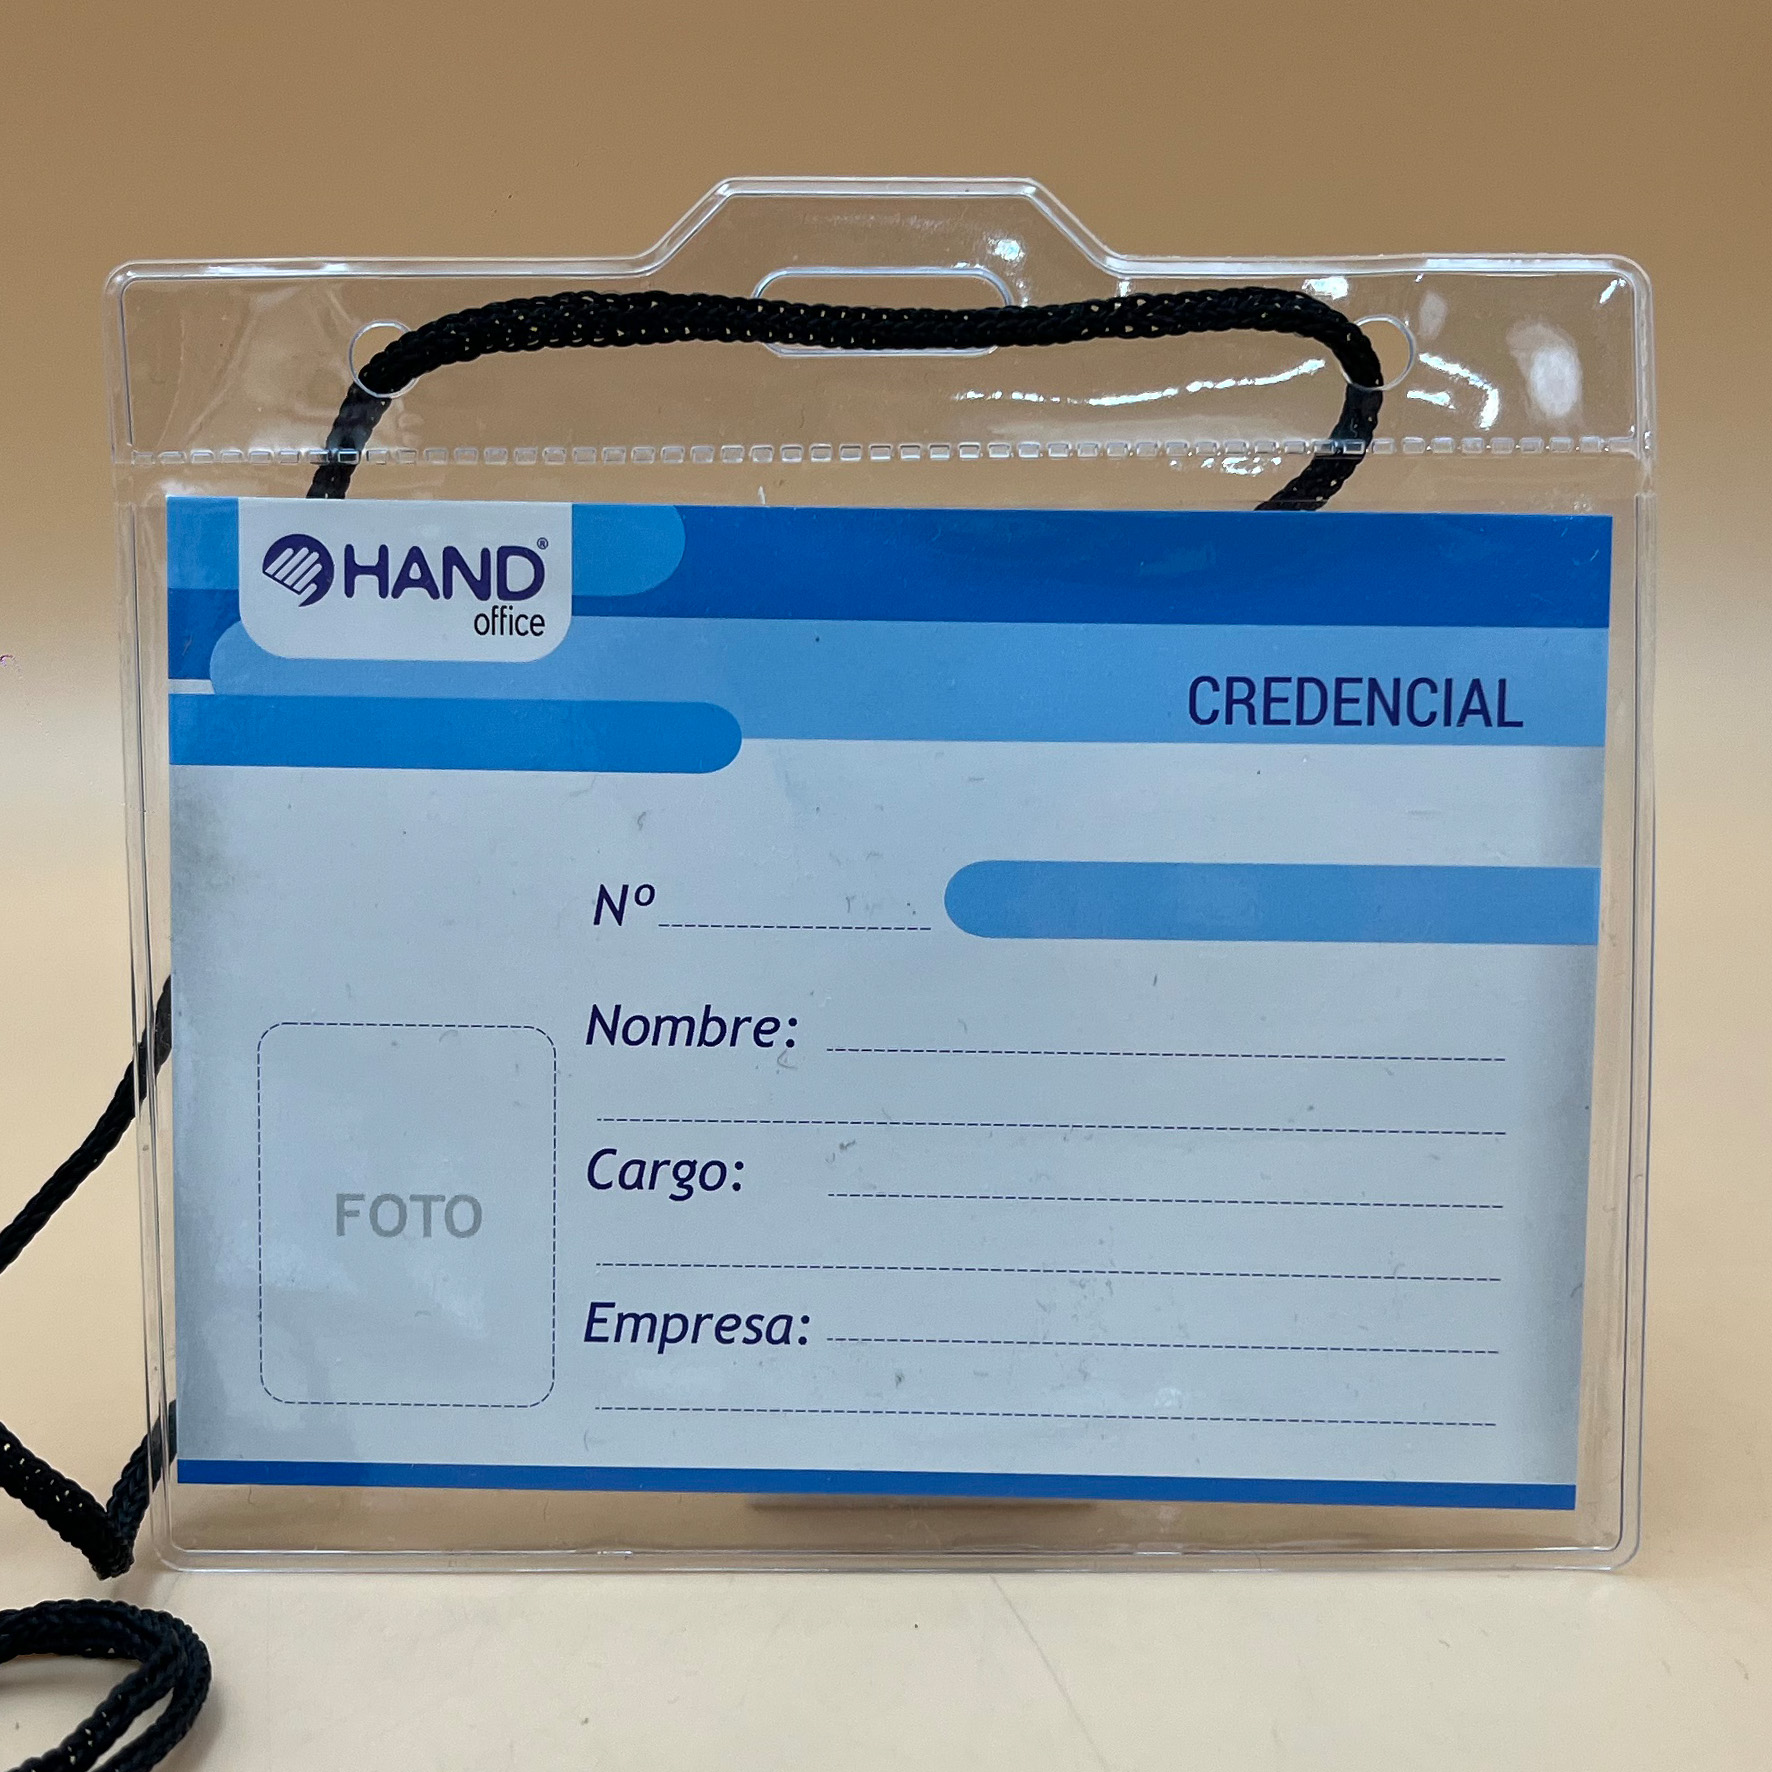 HAND®
office
CREDENCIAL
Nº
Nombre:
Cargo:
FOTO
Empresa: